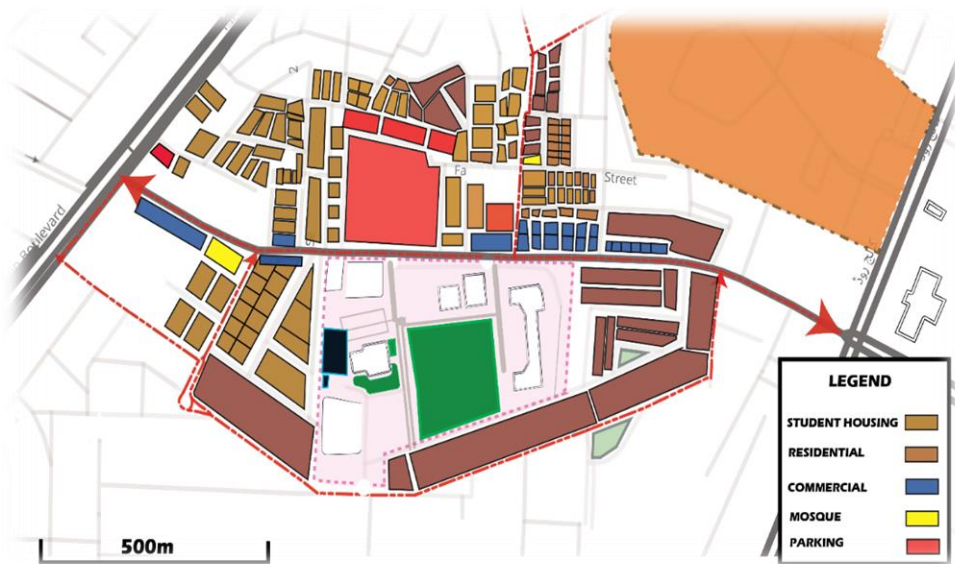 2
Fa
Street
Boulevard
500m
LEGEND
STUDENT HOUSING
RESIDENTIAL
COMMERCIAL
MOSQUE
PARKING